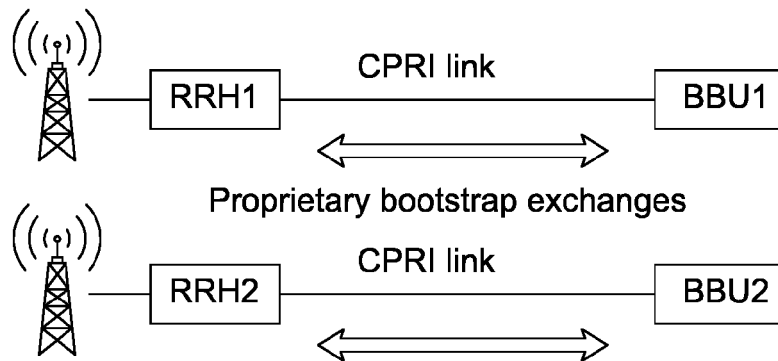 CPRI link
RRH1
BBU1
Proprietary bootstrap exchanges
CPRI link
RRH2
BBU2